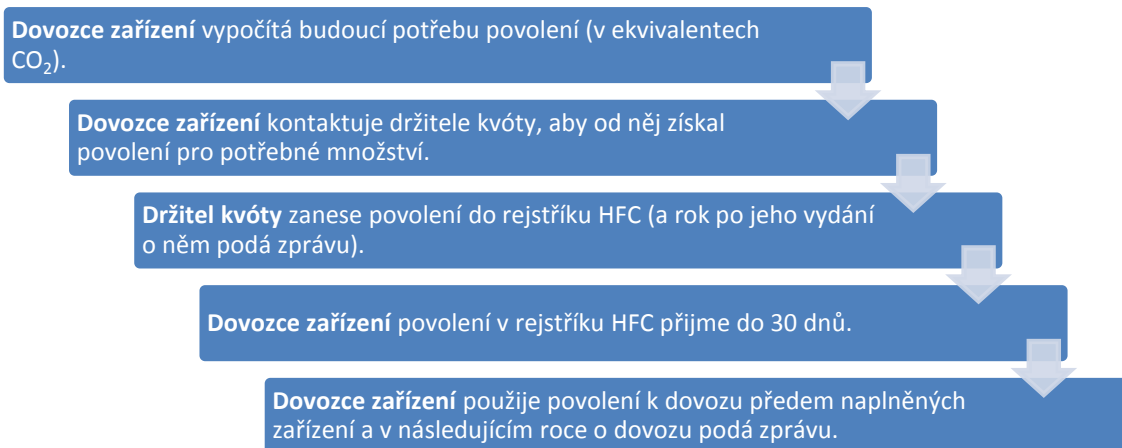 Dovozce zařízení vypočítá budoucí potřebu povolení (v ekvivalentech
CO₂).
Dovozce zařízení kontaktuje držitele kvóty, aby od něj získal
povolení pro potřebné množství.
Držitel kvóty zanese povolení do rejstříku HFC (a rok po jeho vydání
o něm podá zprávu).
Dovozce zařízení povolení v rejstříku HFC přijme do 30 dnů.
Dovozce zařízení použije povolení k dovozu předem naplněných
zařízení a v následujícím roce o dovozu podá zprávu.